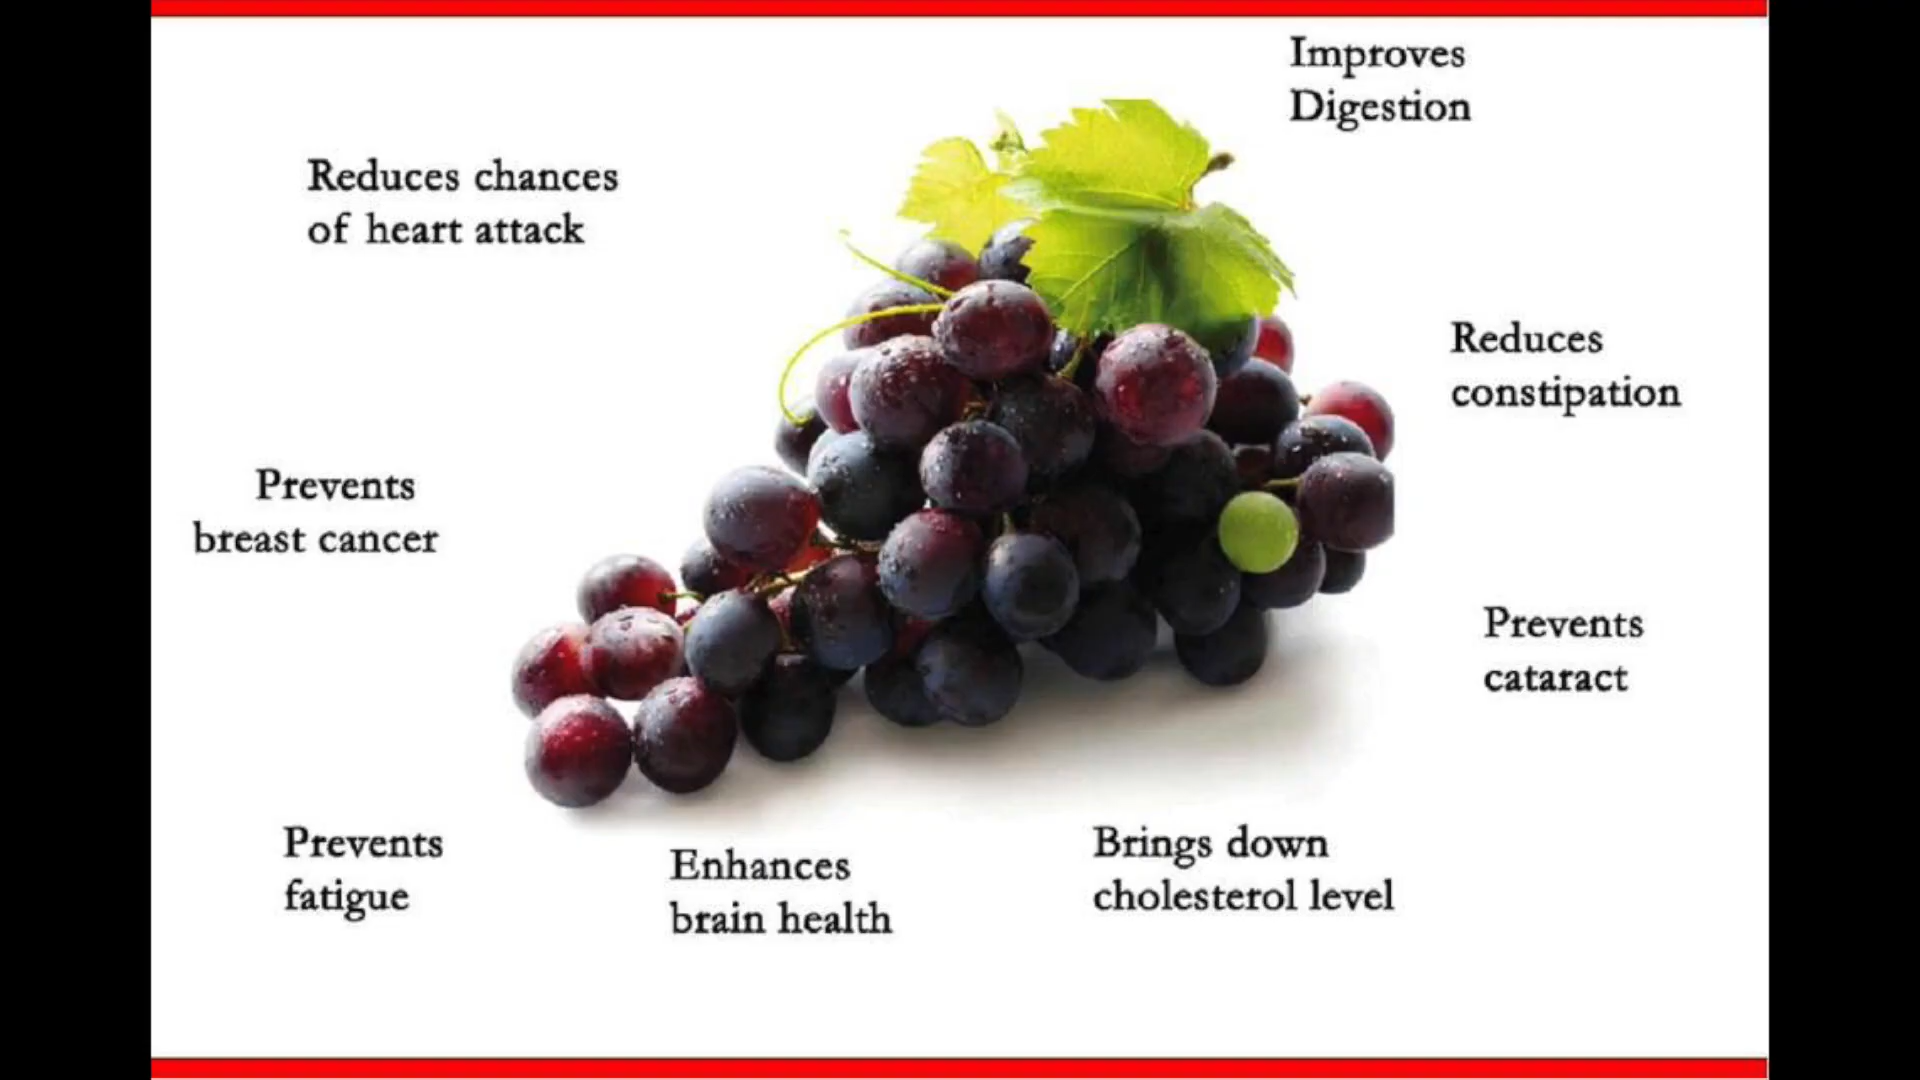 Improves
Digestion
Reduces chances
of heart attack
Reduces
constipation
Prevents
breast cancer
Prevents
cataract
Prevents
fatigue
Enhances
brain health
Brings down
cholesterol level